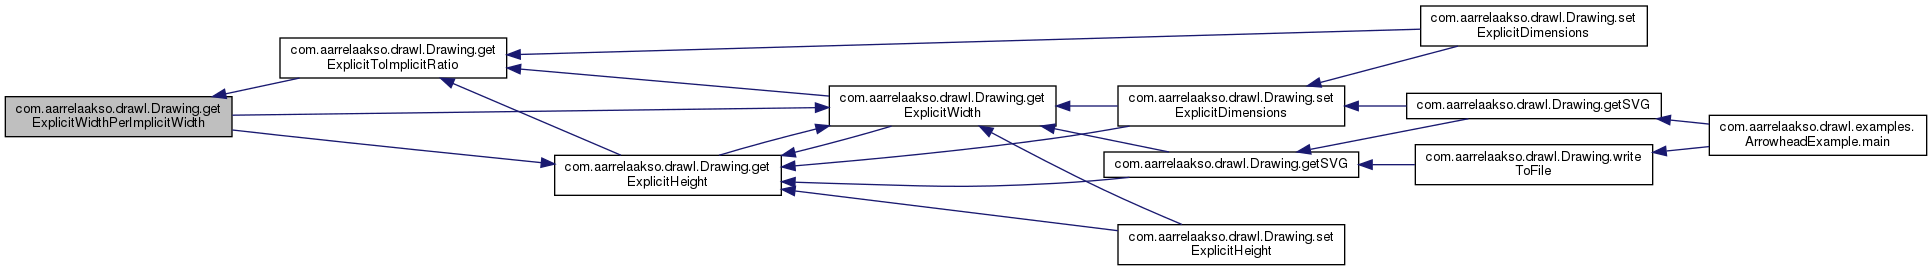 com.aarrelaakso.drawl.Drawing.get
ExplicitWidthPerImplicitWidth
com.aarrelaakso.drawl.Drawing.get
ExplicitToImplicitRatio
com.aarrelaakso.drawl.Drawing.get
ExplicitHeight
com.aarrelaakso.drawl.Drawing.get
ExplicitWidth
com.aarrelaakso.drawl.Drawing.set
ExplicitDimensions
com.aarrelaakso.drawl.Drawing.getSVG
com.aarrelaakso.drawl.Drawing.set
ExplicitHeight
com.aarrelaakso.drawl.Drawing.set
ExplicitDimensions
com.aarrelaakso.drawl.Drawing.getSVG
com.aarrelaakso.drawl.Drawing.write
ToFile
com.aarrelaakso.drawl.examples.
ArrowheadExample.main